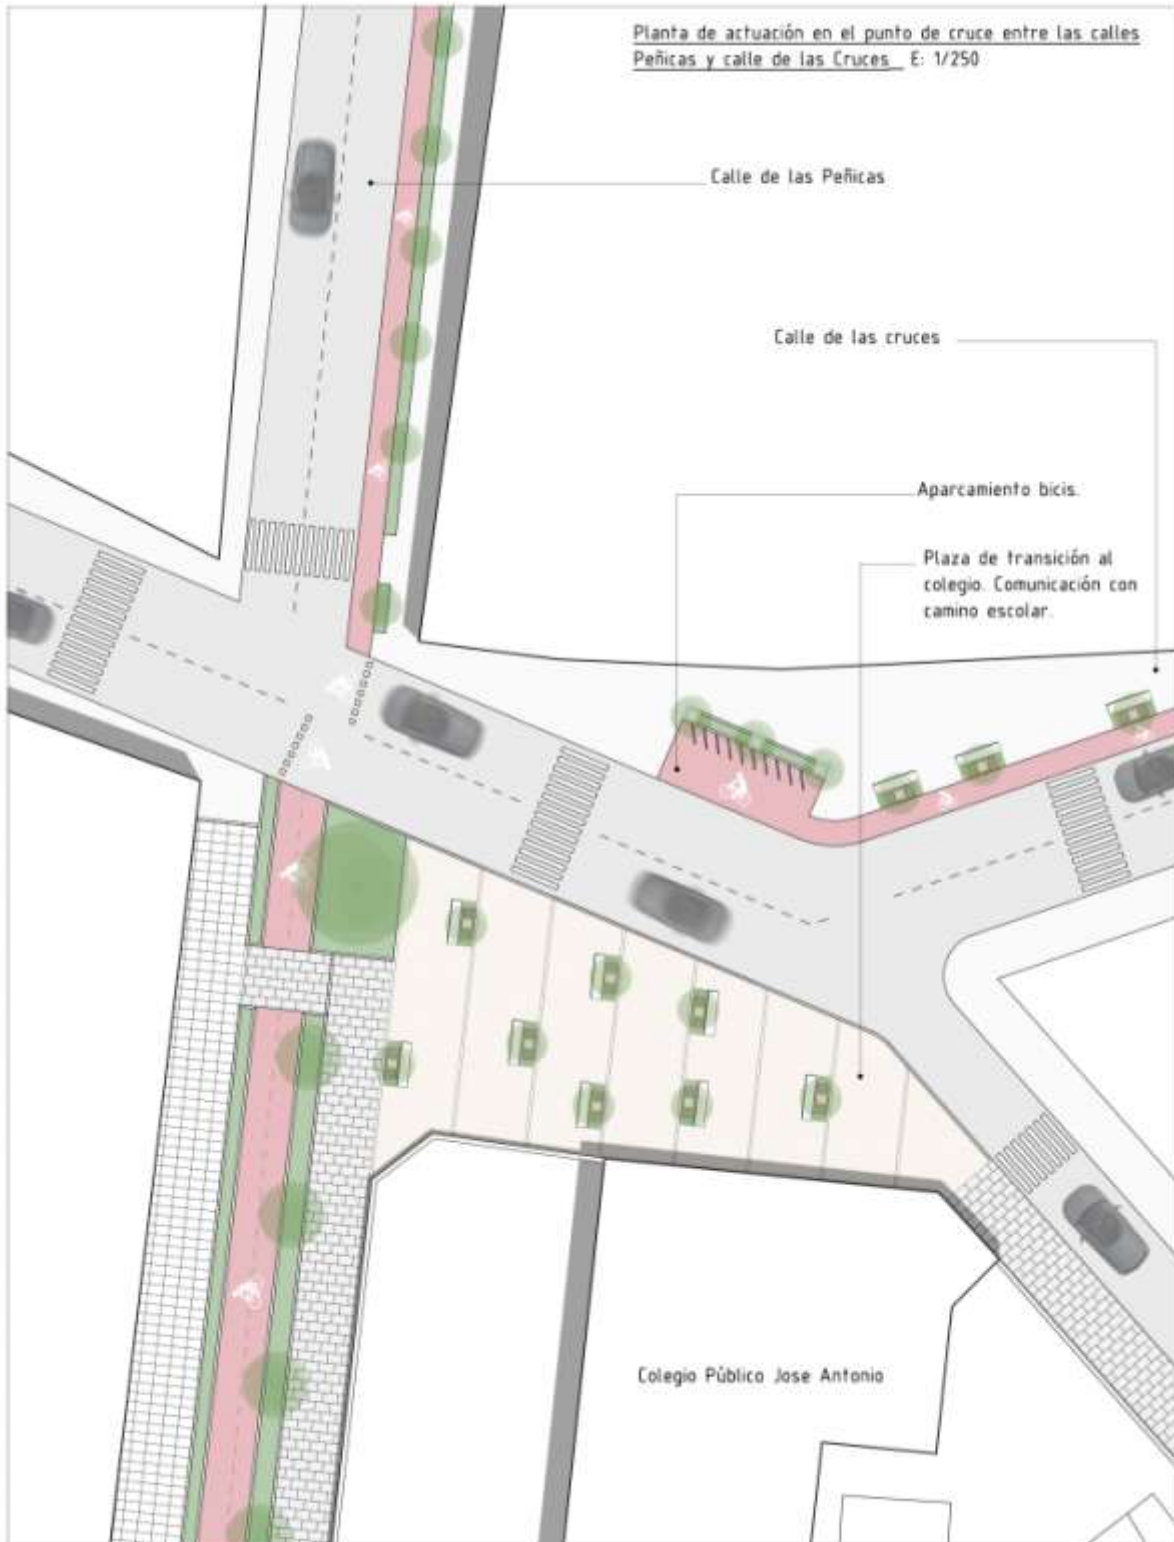 Planta de actuación en el punto de cruce entre las calles
Peñicas y calle de las Cruces_ E: 1/250
Calle de las Peñicas
Calle de las cruces
Aparcamiento bicis.
Plaza de transición al
colegio. Comunicación con
camino escolar.
Colegio Público Jose Antonio